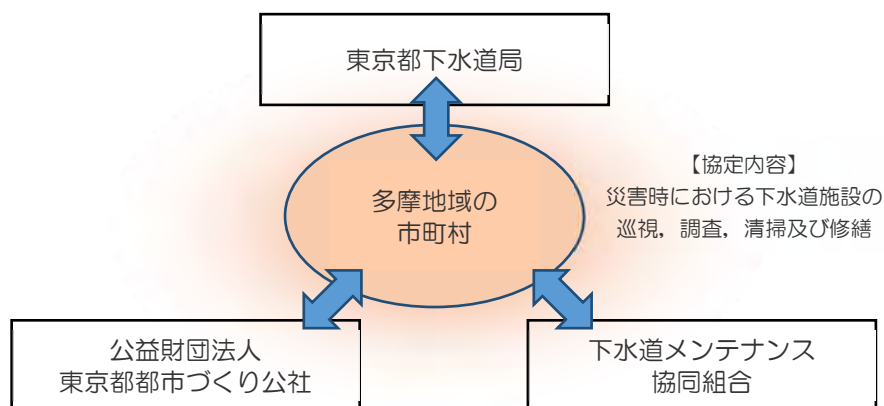 東京都下水道局
多摩地域の
市町村
【協定内容】
災害時における下水道施設の
巡視，調査，清掃及び修繕
公益財団法人
東京都都市づくり公社
下水道メンテナンス
協同組合